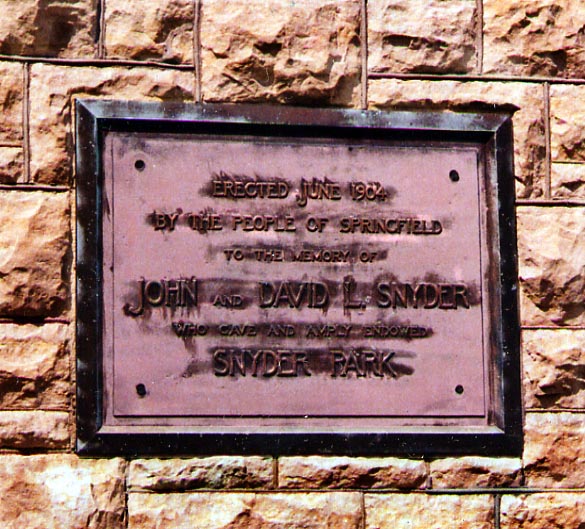 ERECTED JUNE 1904
BY THE PEOPLE OF SPRINGFIELD
TO THE MEMORY OF
JOHN AND DAVID L. SNYDER
WHO GAVE AND AMPLY ENDOWED
SNYDER PARK